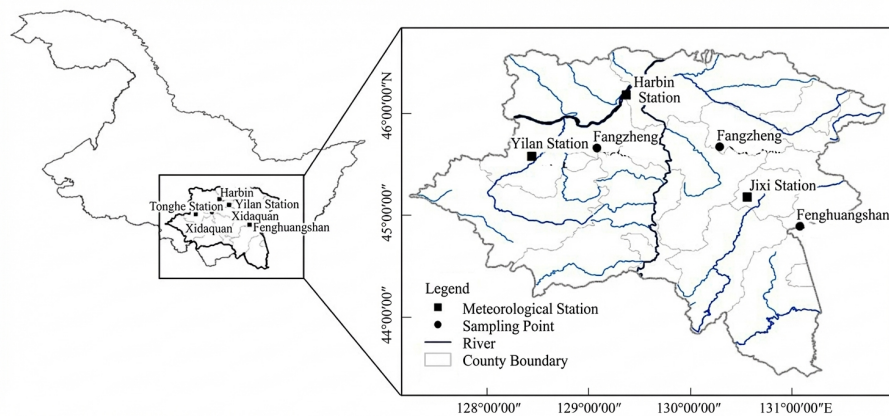 Harbin
Tonghe Station
Yilan Station
Xidaquan
Xidaquan
Fenghuangshan
46°00′00″N
45°00′00″
44°00′00″
Harbin
Station
Yilan Station
Fangzheng
Fangzheng
Jixi Station
Fenghuangshan
Legend
Meteorological Station
Sampling Point
River
County Boundary
128°00′00″
129°00′00″
130°00′00″
131°00′00″E